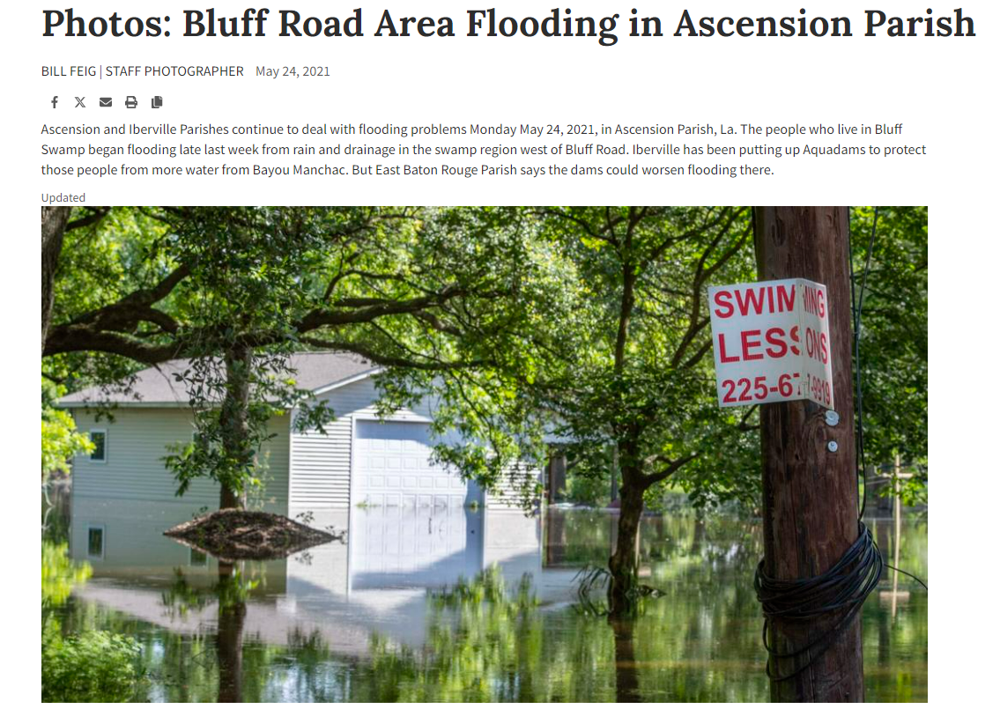 Photos: Bluff Road Area Flooding in Ascension Parish
BILL FEIG | STAFF PHOTOGRAPHER May 24, 2021
Ascension and Iberville Parishes continue to deal with flooding problems Monday May 24, 2021, in Ascension Parish, La. The people who live in Bluff
Swamp began flooding late last week from rain and drainage in the swamp region west of Bluff Road. Iberville has been putting up Aquadams to protect
those people from more water from Bayou Manchac. But East Baton Rouge Parish says the dams could worsen flooding there.
Updated
SWIMMING
LESSONS
225-677-9919